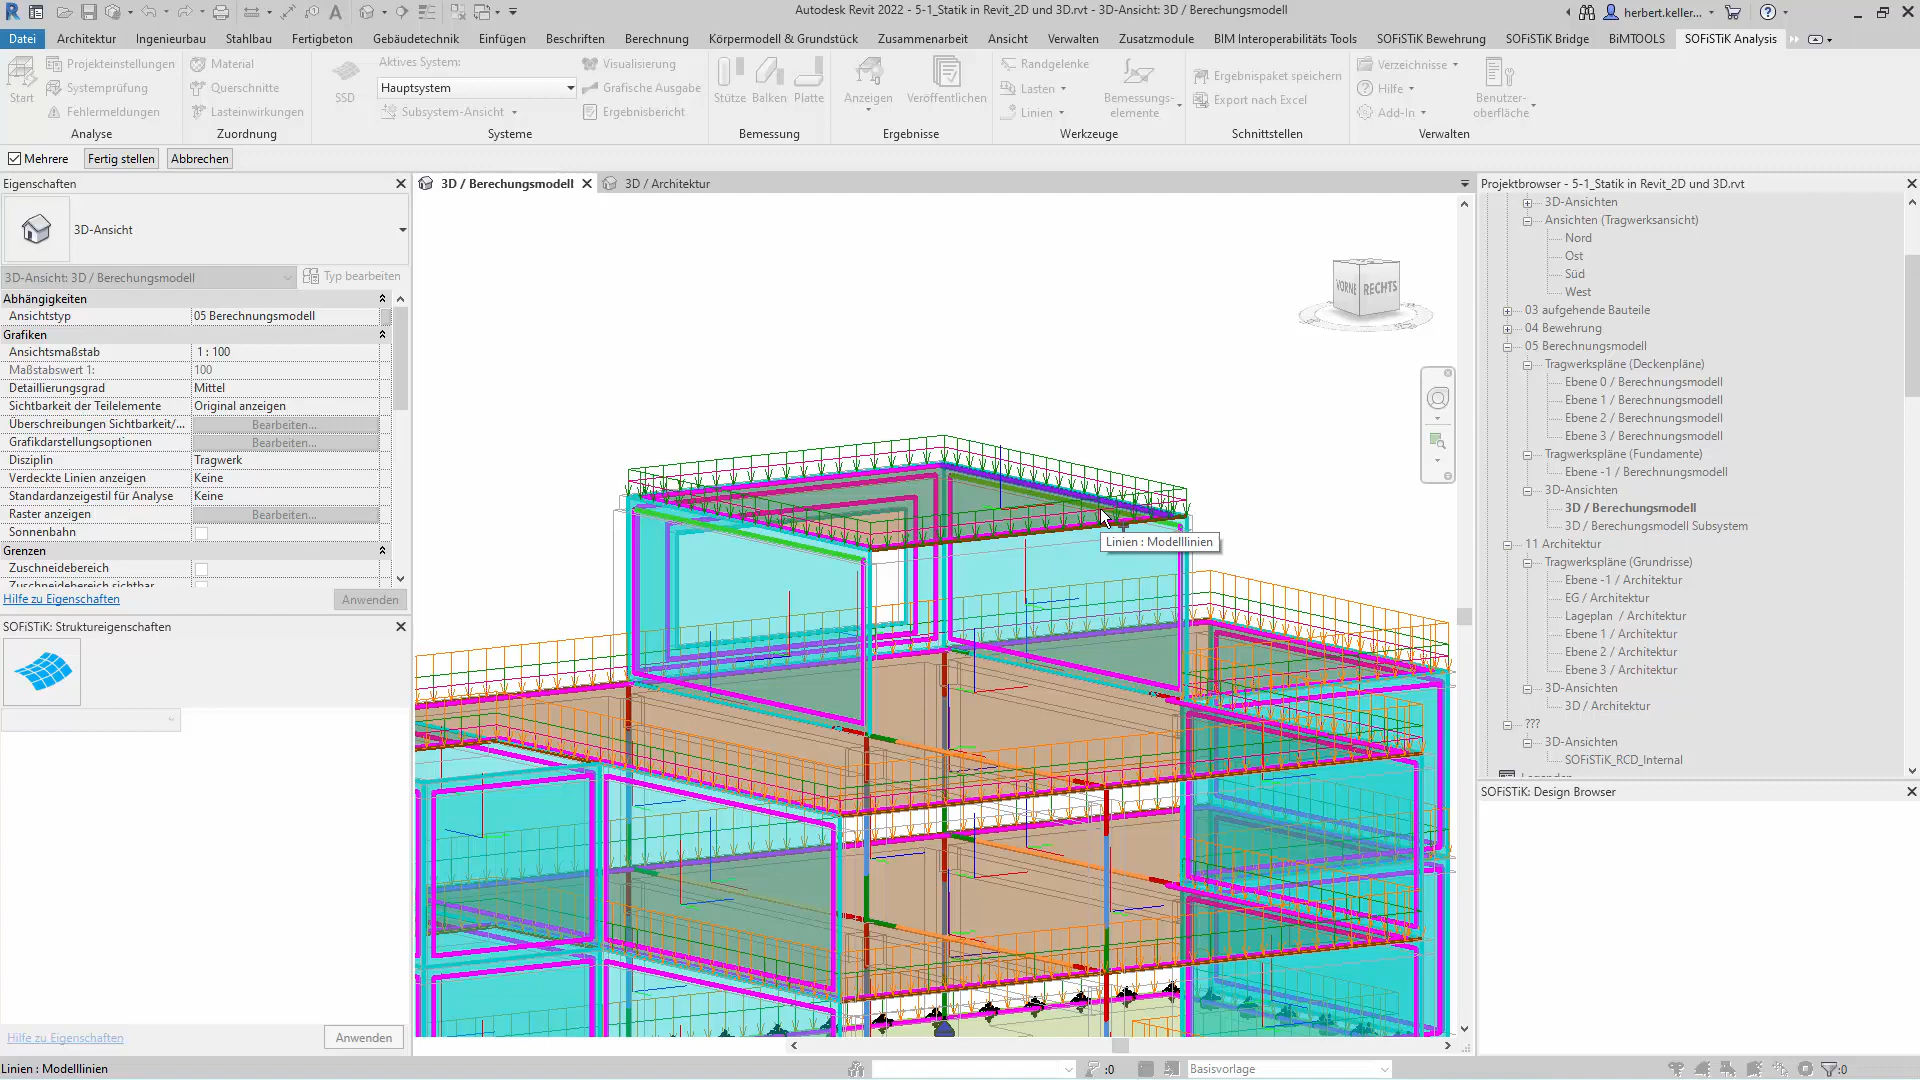 Autodesk Revit 2022 - 5-1_Statik in Revit_2D und 3D.rvt - 3D-Ansicht: 3D / Berechungsmodell
herbert.keller...
Datei Architektur Ingenieurbau Stahlbau Fertigbeton Gebäudetechnik Einfügen Beschriften Berechnung Körpermodell & Grundstück Zusammenarbeit Ansicht Verwalten Zusatzmodule BIM Interoperabilitäts Tools SOFiSTiK Bewehrung SOFiSTiK Bridge BiMTOOLS SOFiSTiK Analysis
Start
Projekteinstellungen
Systemprüfung
Fehlermeldungen
Analyse
Material
Querschnitte
Lasteinwirkungen
Zuordnung
SSD
Aktives System:
Hauptsystem
Subsystem-Ansicht
Visualisierung
Grafische Ausgabe
Ergebnisbericht
Systeme
Stütze Balken Platte
Bemessung
Anzeigen Veröffentlichen
Ergebnisse
Randgelenke
Lasten
Linien
Bemessungs-
elemente
Werkzeuge
Ergebnispaket speichern
Export nach Excel
Schnittstellen
Verzeichnisse
Hilfe
Add-In
Benutzer-
oberfläche
Verwalten
Mehrere Fertig stellen Abbrechen
Eigenschaften
3D-Ansicht
3D-Ansicht: 3D / Berechungsmodell Typ bearbeiten
Abhängigkeiten
Ansichtstyp 05 Berechnungsmodell
Grafiken
Ansichtsmaßstab 1 : 100
Maßstabswert 1: 100
Detaillierungsgrad Mittel
Sichtbarkeit der Teilelemente Original anzeigen
Überschreibungen Sichtbarkeit/... Bearbeiten...
Grafikdarstellungsoptionen Bearbeiten...
Disziplin Tragwerk
Verdeckte Linien anzeigen Keine
Standardanzeigestil für Analyse Keine
Raster anzeigen Bearbeiten...
Sonnenbahn
Grenzen
Zuschneidebereich
Zuschneidebereich sichtbar
Hilfe zu Eigenschaften Anwenden
SOFiSTiK: Struktureigenschaften
Hilfe zu Eigenschaften Anwenden
3D / Berechungsmodell 3D / Architektur
VORNE RECHTS
Linien : Modelllinien
Projektbrowser - 5-1_Statik in Revit_2D und 3D.rvt
3D-Ansichten
Ansichten (Tragwerksansicht)
Nord
Ost
Süd
West
03 aufgehende Bauteile
04 Bewehrung
05 Berechnungsmodell
Tragwerkspläne (Deckenpläne)
Ebene 0 / Berechnungsmodell
Ebene 1 / Berechnungsmodell
Ebene 2 / Berechnungsmodell
Ebene 3 / Berechnungsmodell
Tragwerkspläne (Fundamente)
Ebene -1 / Berechnungsmodell
3D-Ansichten
3D / Berechungsmodell
3D / Berechungsmodell Subsystem
11 Architektur
Tragwerkspläne (Grundrisse)
Ebene -1 / Architektur
EG / Architektur
Lageplan / Architektur
Ebene 1 / Architektur
Ebene 2 / Architektur
Ebene 3 / Architektur
3D-Ansichten
3D / Architektur
???
3D-Ansichten
SOFiSTiK_RCD_Internal
SOFiSTiK: Design Browser
Linien : Modelllinien
:0
Basisvorlage
:0